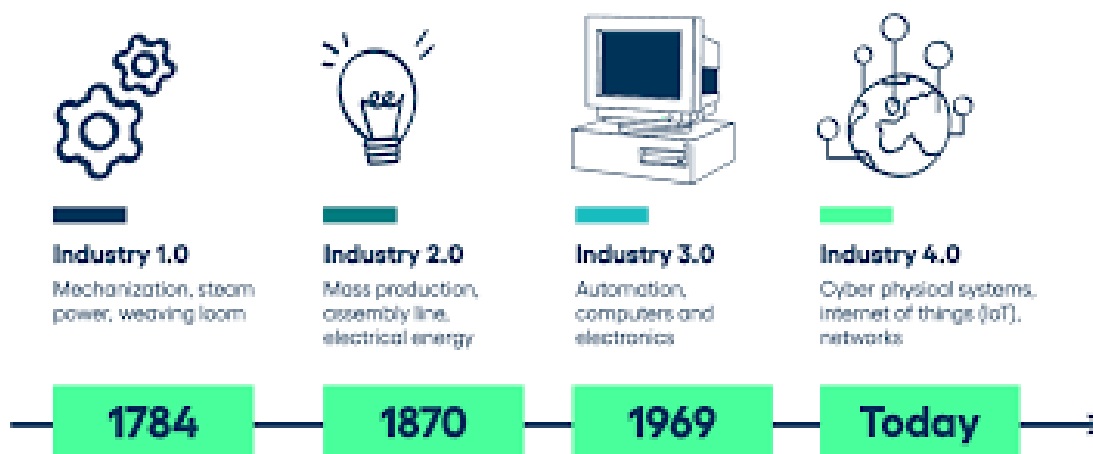 Industry 1.0
Mechanization, steam
power, weaving loom
Industry 2.0
Mass production,
assembly line,
electrical energy
Industry 3.0
Automation,
computers and
electronics
Industry 4.0
Cyber physical systems,
internet of things (IoT),
networks
1784
1870
1969
Today